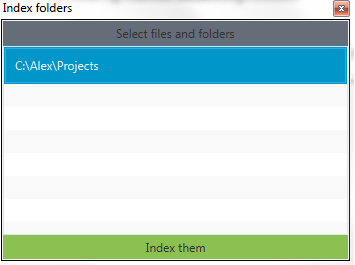 Index folders
Select files and folders
C:\Alex\Projects
Index them